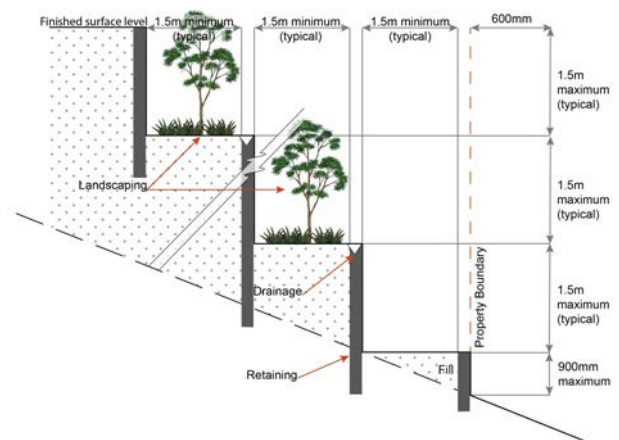 Finished surface level
1.5m minimum
(typical)
1.5m minimum
(typical)
1.5m minimum
(typical)
600mm
1.5m
maximum
(typical)
Landscaping
1.5m
maximum
(typical)
Drainage
Property Boundary
1.5m
maximum
(typical)
Retaining
Fill
900mm
maximum